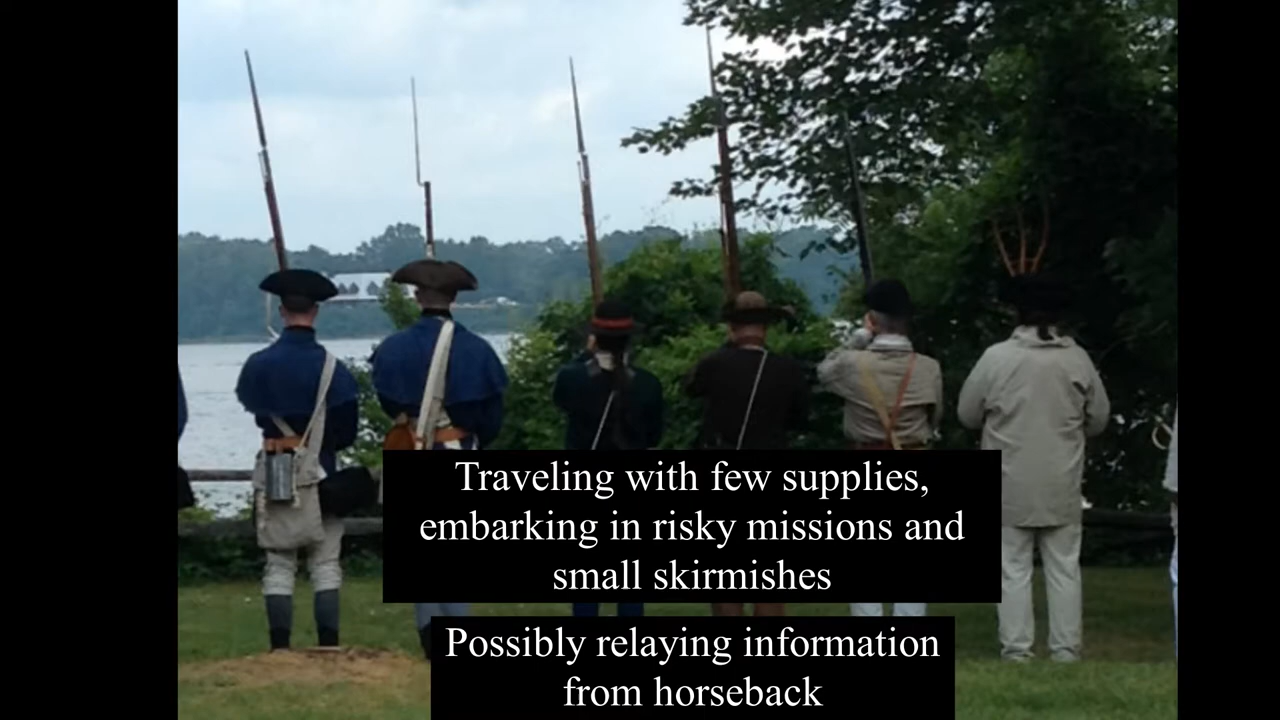 Traveling with few supplies,
embarking in risky missions and
small skirmishes
Possibly relaying information
from horseback